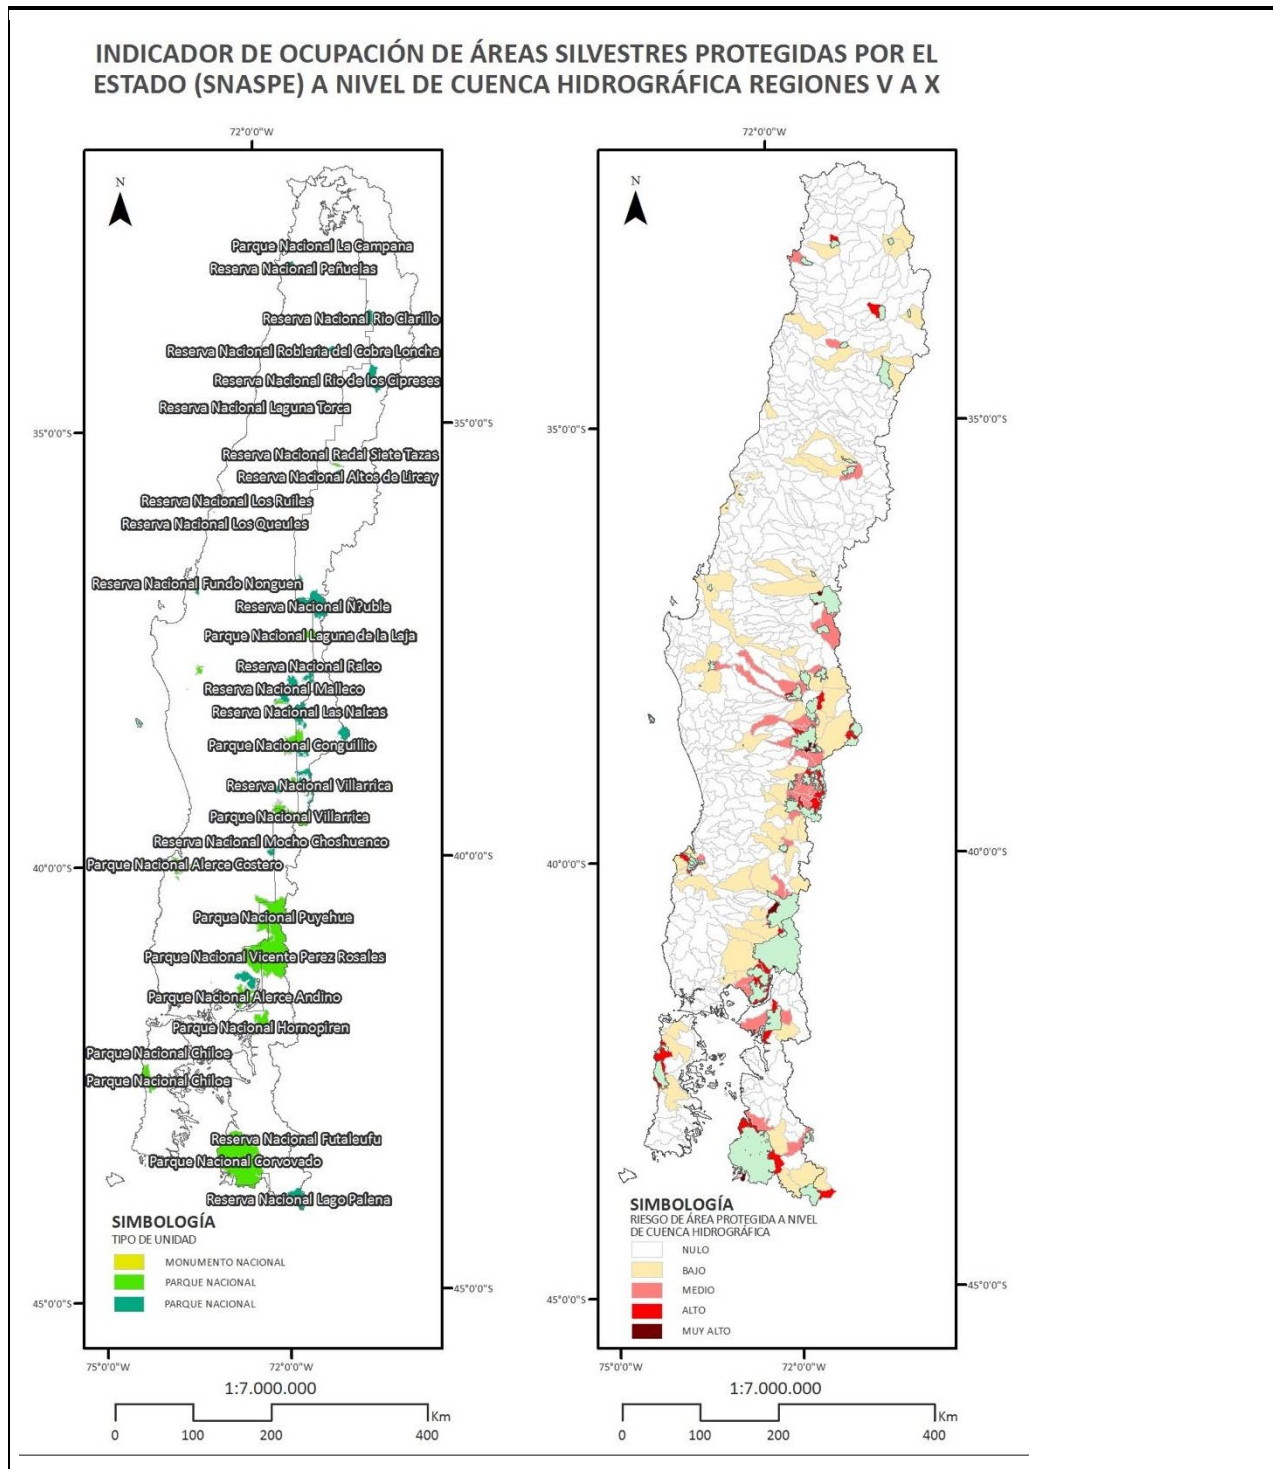 INDICADOR DE OCUPACIÓN DE ÁREAS SILVESTRES PROTEGIDAS POR EL
ESTADO (SNASPE) A NIVEL DE CUENCA HIDROGRÁFICA REGIONES V A X
72°0'0"W
N
Parque Nacional La Campana
Reserva Nacional Peñuelas
Reserva Nacional Rio Clarillo
Reserva Nacional Robleria del Cobre Loncha
Reserva Nacional Rio de los Cipreses
Reserva Nacional Laguna Torca
35°0'0"S
35°0'0"S
Reserva Nacional Radal Siete Tazas
Reserva Nacional Altos de Lircay
Reserva Nacional Los Ruiles
Reserva Nacional Los Queules
Reserva Nacional Fundo Nonguen
Reserva Nacional Ñ?uble
Parque Nacional Laguna de la Laja
Reserva Nacional Ralco
Reserva Nacional Malleco
Reserva Nacional Las Nalcas
Parque Nacional Conguillio
Reserva Nacional Villarrica
Parque Nacional Villarrica
Reserva Nacional Mocho Choshuenco
40°0'0"S
Parque Nacional Alerce Costero
40°0'0"S
Parque Nacional Puyehue
Parque Nacional Vicente Perez Rosales
Parque Nacional Alerce Andino
Parque Nacional Hornopiren
Parque Nacional Chiloe
Parque Nacional Chiloe
Reserva Nacional Futaleufu
Parque Nacional Corvovado
Reserva Nacional Lago Palena
SIMBOLOGÍA
TIPO DE UNIDAD
MONUMENTO NACIONAL
PARQUE NACIONAL
PARQUE NACIONAL
45°0'0"S
45°0'0"S
75°0'0"W
72°0'0"W
1:7.000.000
Km
0 100 200 400
72°0'0"W
N
35°0'0"S
35°0'0"S
40°0'0"S
40°0'0"S
SIMBOLOGÍA
RIESGO DE ÁREA PROTEGIDA A NIVEL
DE CUENCA HIDROGRÁFICA
NULO
BAJO
MEDIO
ALTO
MUY ALTO
45°0'0"S
45°0'0"S
75°0'0"W
72°0'0"W
1:7.000.000
Km
0 100 200 400